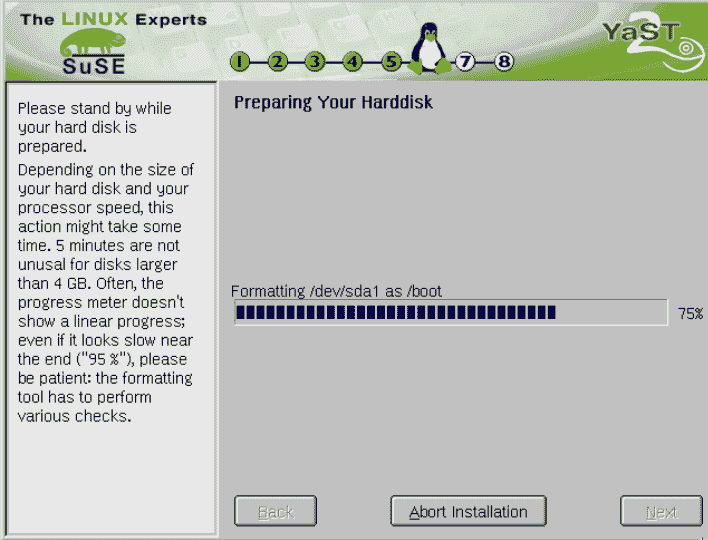 The LINUX Experts
SuSE
YaST
2
1 2 3 4 5 7 8
Please stand by while
your hard disk is
prepared.
Depending on the size of
your hard disk and your
processor speed, this
action might take some
time. 5 minutes are not
unusal for disks larger
than 4 GB. Often, the
progress meter doesn't
show a linear progress;
even if it looks slow near
the end ("95 %"), please
be patient: the formatting
tool has to perform
various checks.
Preparing Your Harddisk
Formatting /dev/sda1 as /boot
75%
Back
Abort Installation
Next